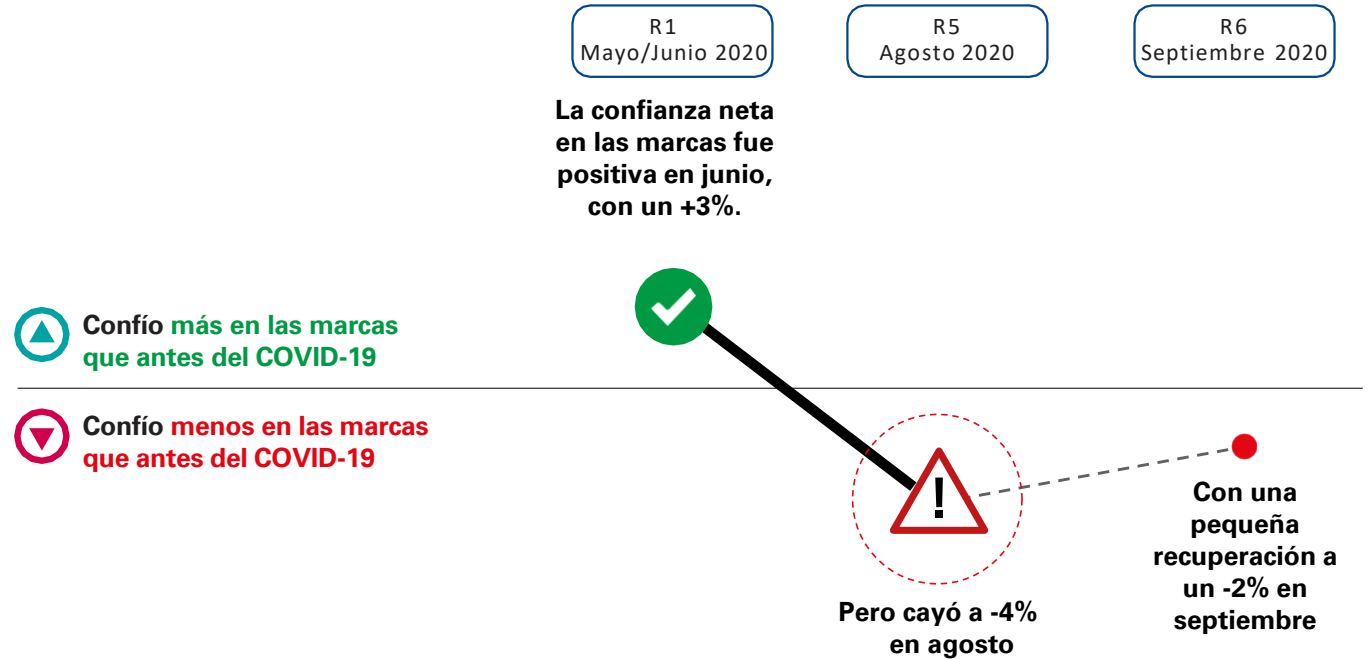 R1
Mayo/Junio 2020
R5
Agosto 2020
R6
Septiembre 2020
La confianza neta
en las marcas fue
positiva en junio,
con un +3%.
Confío más en las marcas
que antes del COVID-19
Confío menos en las marcas
que antes del COVID-19
!
Pero cayó a -4%
en agosto
Con una
pequeña
recuperación a
un -2% en
septiembre